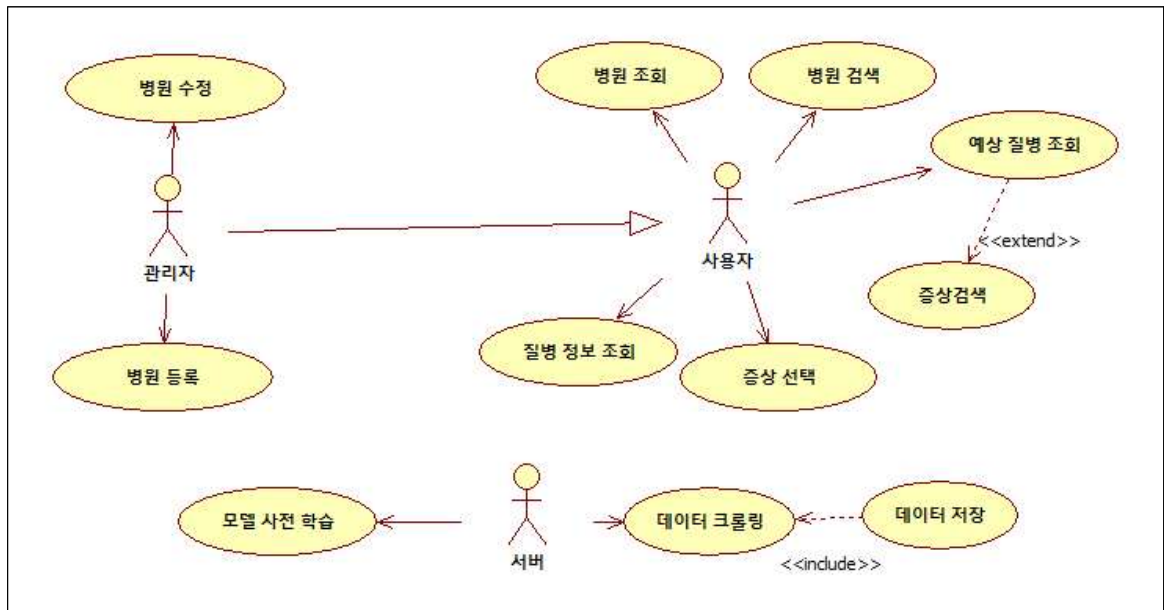 병원 수정
병원 조회
병원 검색
예상 질병 조회
관리자
사용자
<<extend>>
증상검색
병원 등록
질병 정보 조회
증상 선택
모델 사전 학습
서버
데이터 크롤링
데이터 저장
<<include>>